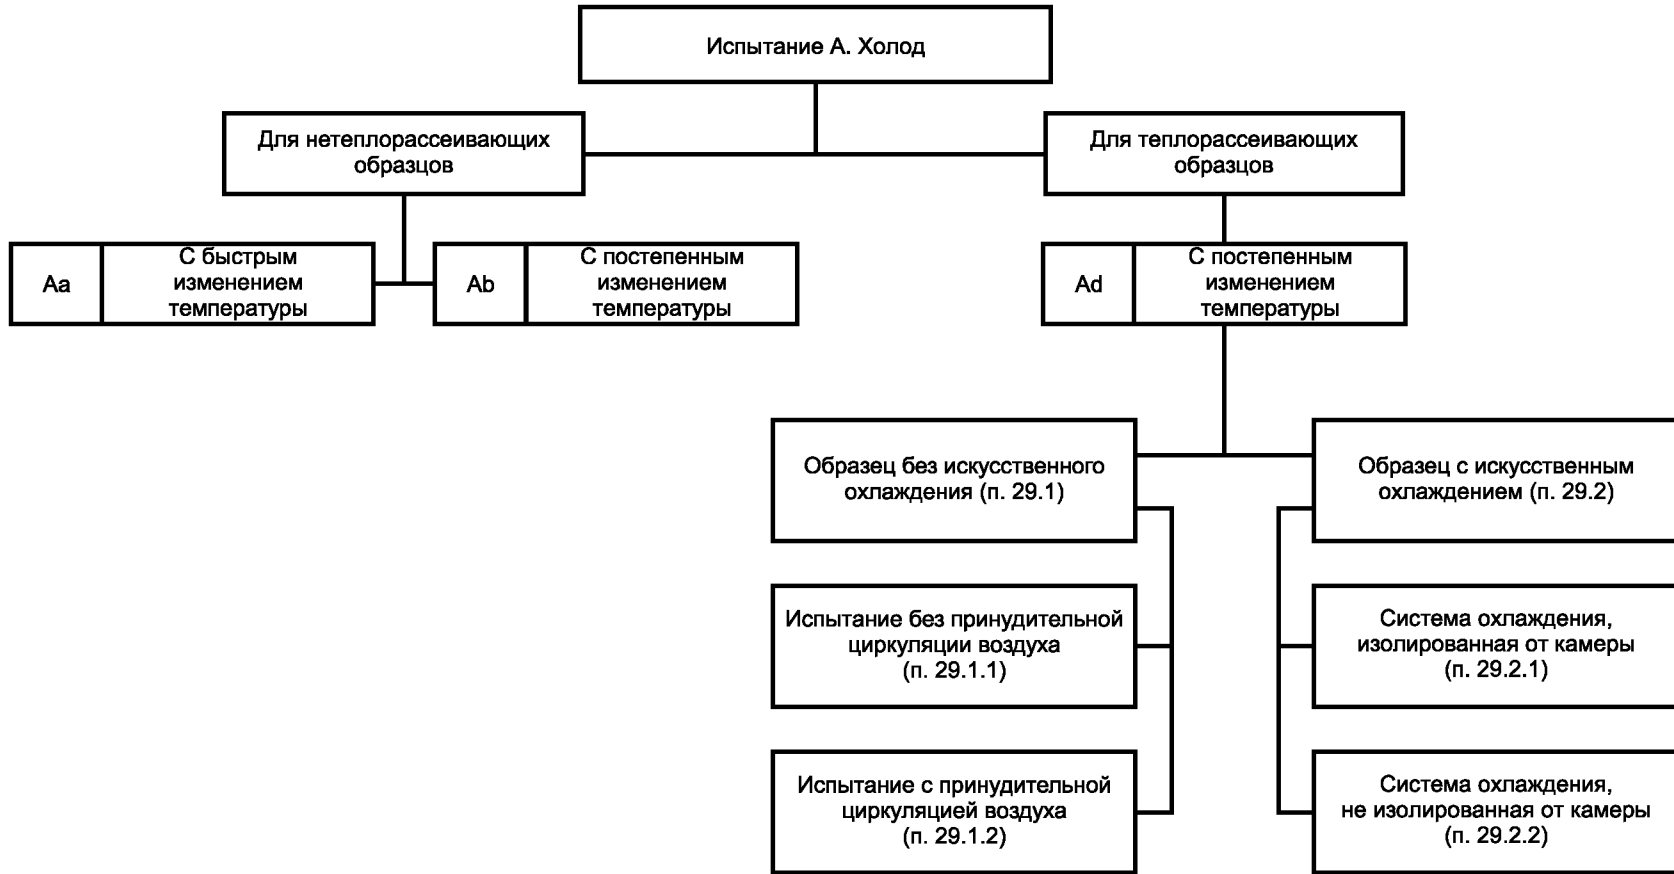 Испытание А. Холод
Для нетеплорассеивающих
образцов
Для теплорассеивающих
образцов
Aa
С быстрым
изменением
температуры
Ab
С постепенным
изменением
температуры
Ad
С постепенным
изменением
температуры
Образец без искусственного
охлаждения (п. 29.1)
Образец с искусственным
охлаждением (п. 29.2)
Испытание без принудительной
циркуляции воздуха
(п. 29.1.1)
Система охлаждения,
изолированная от камеры
(п. 29.2.1)
Испытание с принудительной
циркуляцией воздуха
(п. 29.1.2)
Система охлаждения,
не изолированная от камеры
(п. 29.2.2)